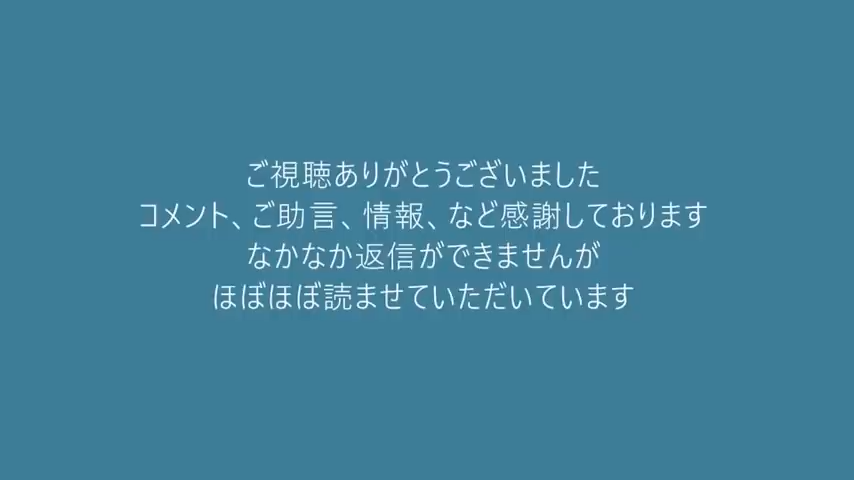 ご視聴ありがとうございました
コメント、ご助言、情報、など感謝しております
なかなか返信ができませんが
ほぼほぼ読ませていただいています